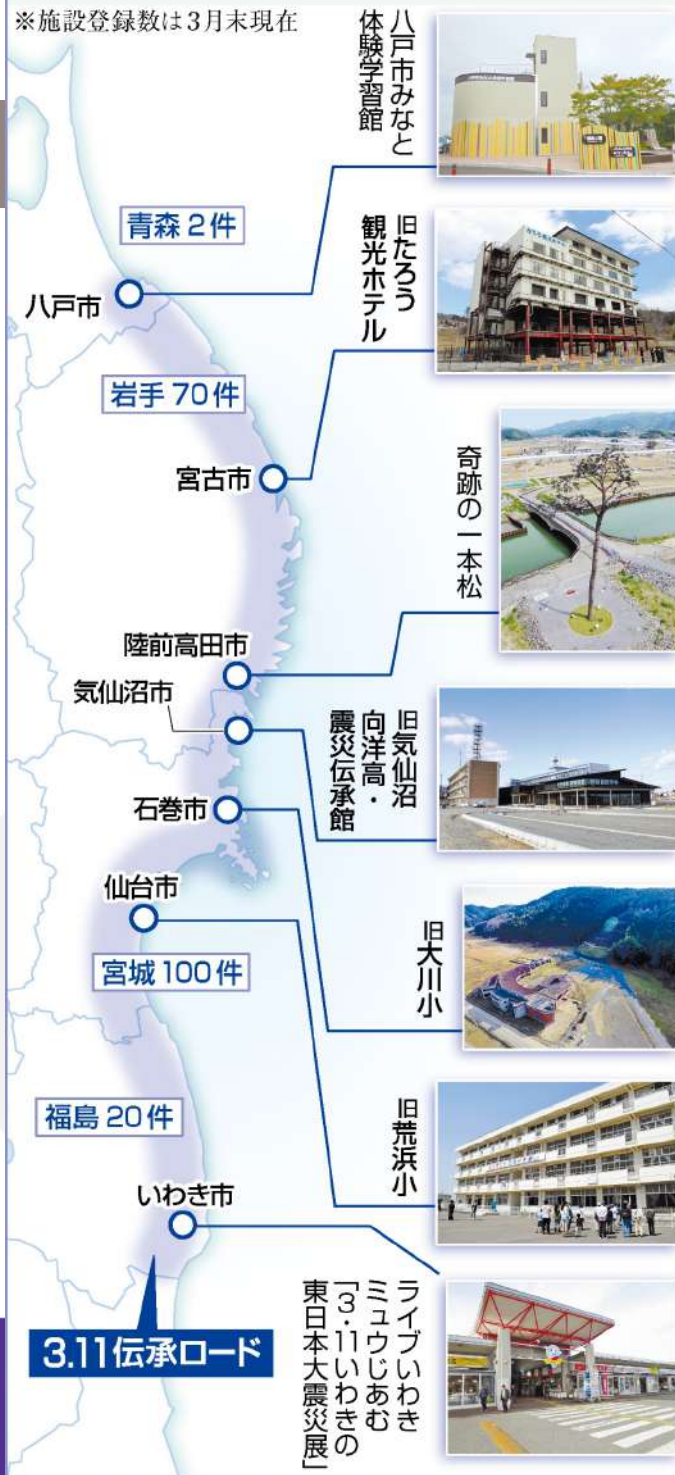 ※施設登録数は3月末現在
八戸市みなと
体験学習館
青森 2件
八戸市
旧たろう
観光ホテル
岩手 70件
宮古市
奇跡の一本松
陸前高田市
気仙沼市
旧気仙沼
向洋高・
震災伝承館
石巻市
旧大川小
仙台市
宮城 100件
旧荒浜小
福島 20件
いわき市
ライブいわき
ミュウじあむ
「3・11いわきの
東日本大震災展」
3.11伝承ロード